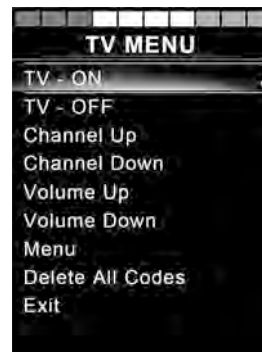 TV MENU
TV - ON
TV - OFF
Channel Up
Channel Down
Volume Up
Volume Down
Menu
Delete All Codes
Exit